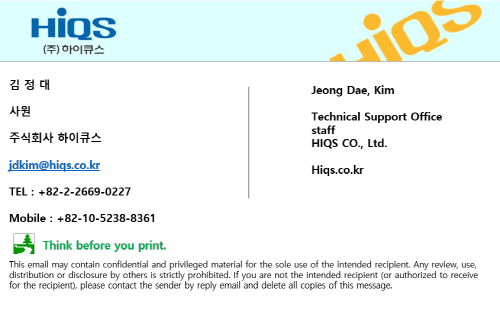 HiQS
(주) 하이큐스
HiQS
김 정 대
사원
주식회사 하이큐스
jdkim@hiqs.co.kr
TEL : +82-2-2669-0227
Mobile : +82-10-5238-8361
Jeong Dae, Kim
Technical Support Office
staff
HIQS CO., Ltd.
Hiqs.co.kr
Think before you print.
This email may contain confidential and privileged material for the sole use of the intended recipient. Any review, use,
distribution or disclosure by others is strictly prohibited. If you are not the intended recipient (or authorized to receive
for the recipient), please contact the sender by reply email and delete all copies of this message.